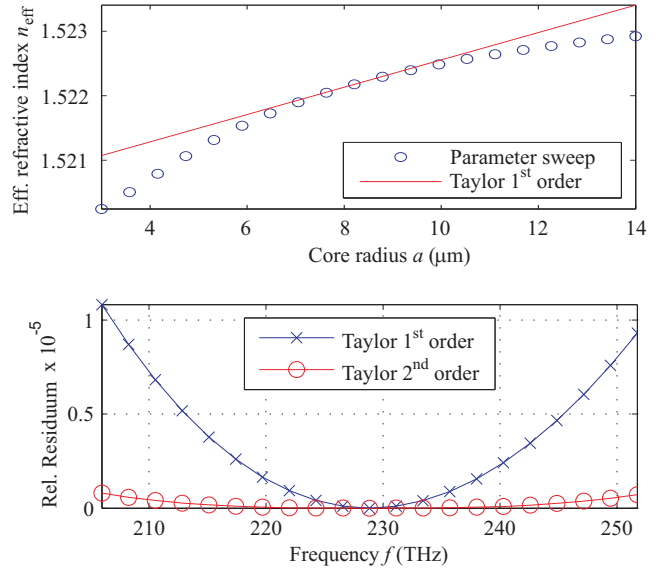 Eff. refractive index n_eff
1.523
1.522
1.521
Parameter sweep
Taylor 1st order
4 6 8 10 12 14
Core radius a (μm)
Rel. Residuum x 10^-5
1
0.5
0
Taylor 1st order
Taylor 2nd order
210 220 230 240 250
Frequency f (THz)